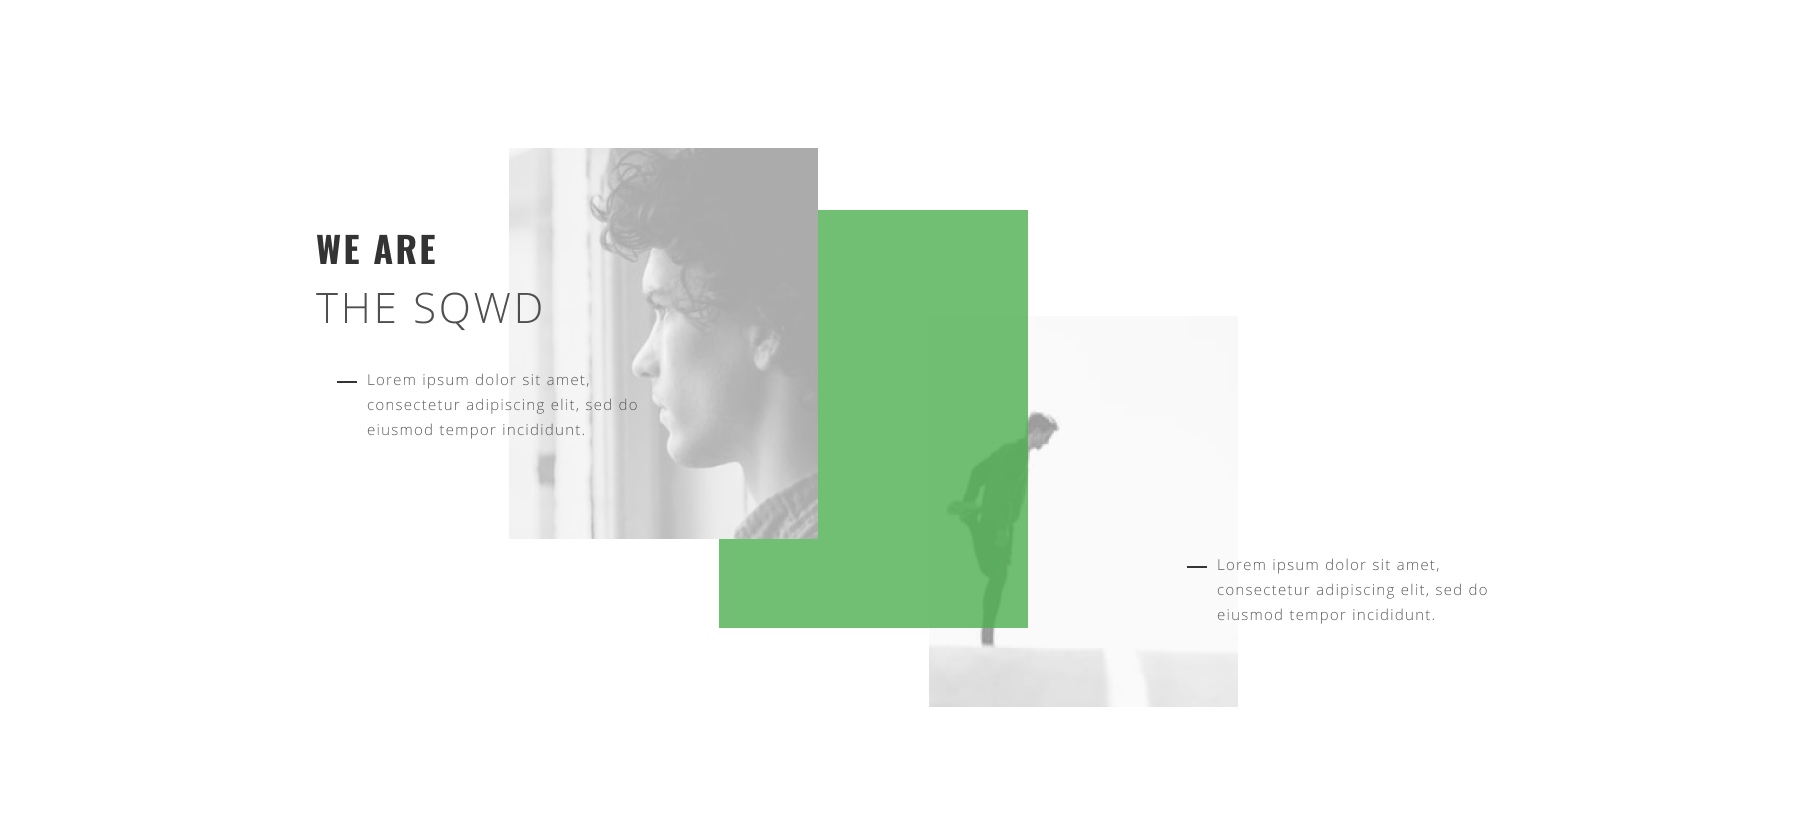 WE ARE
THE SQWD
Lorem ipsum dolor sit amet,
consectetur adipiscing elit, sed do
eiusmod tempor incididunt.
Lorem ipsum dolor sit amet,
consectetur adipiscing elit, sed do
eiusmod tempor incididunt.